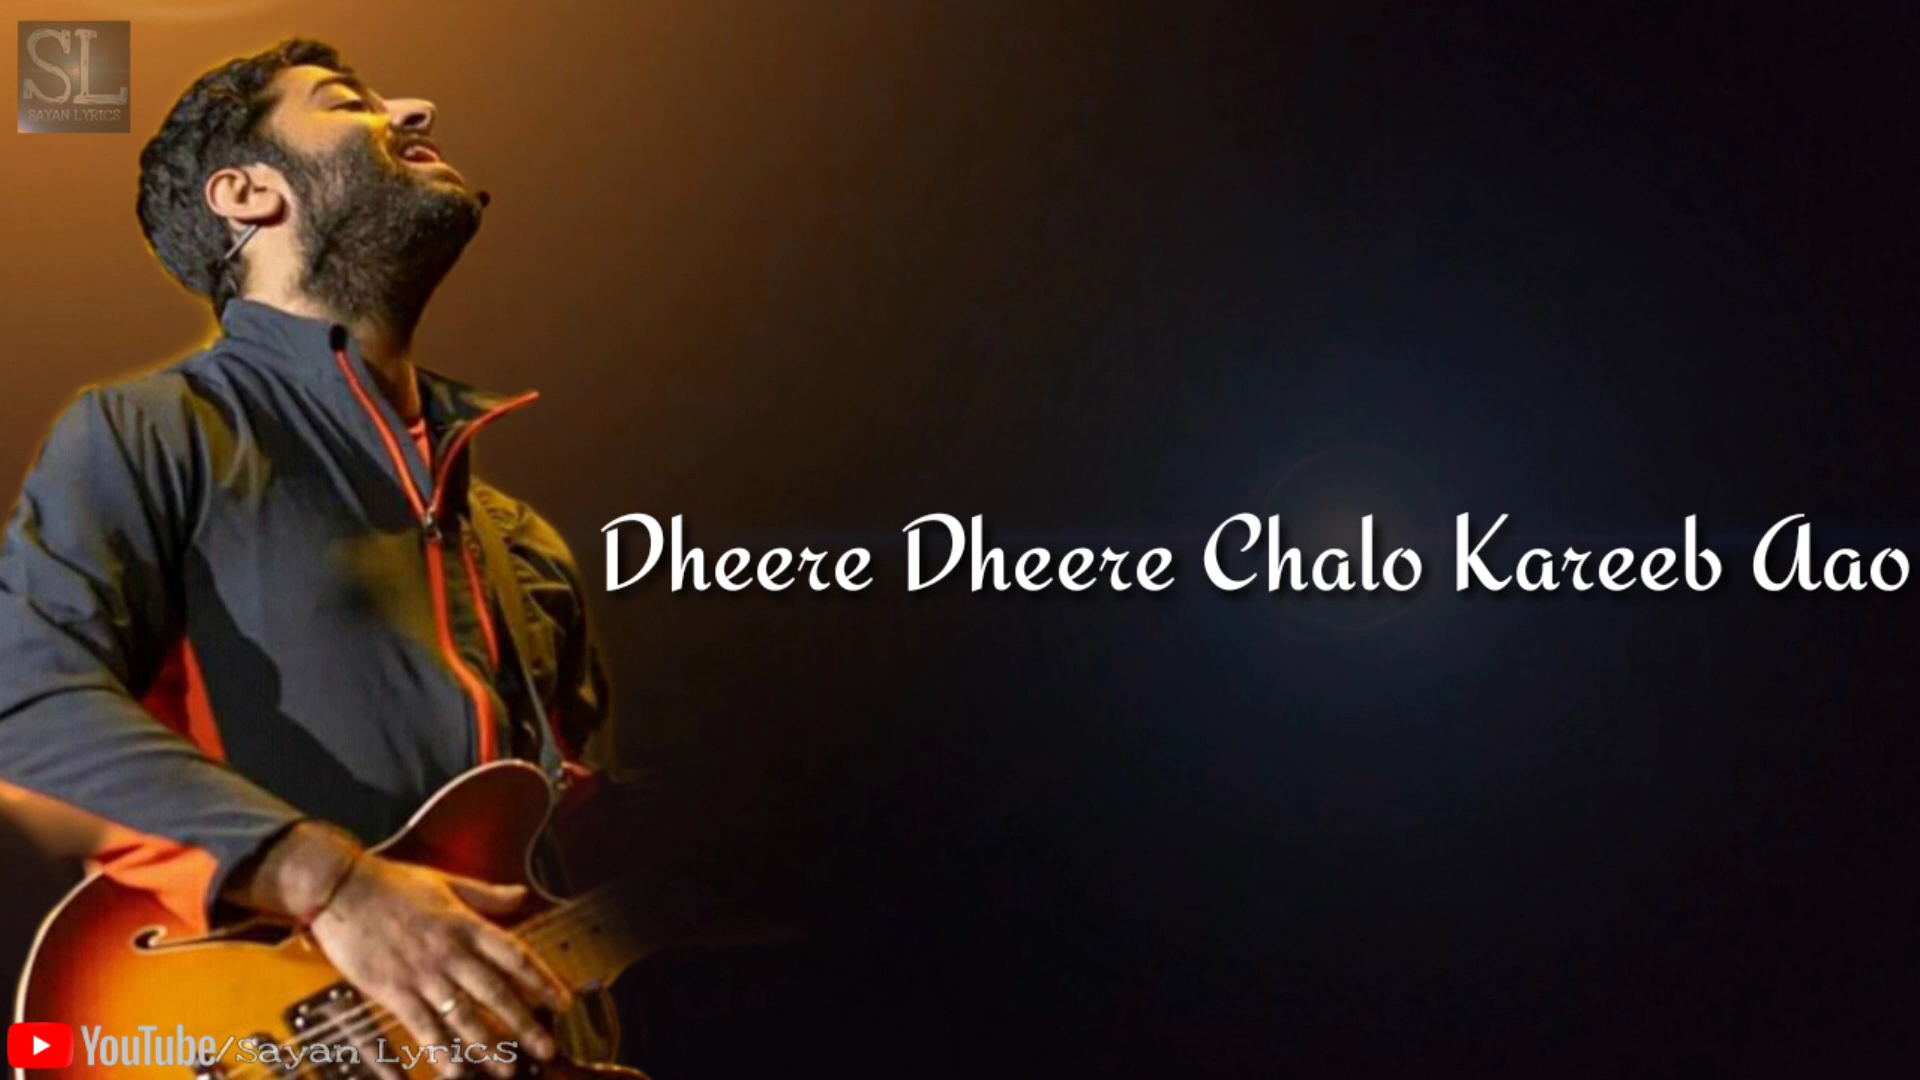 SL
SAYAN LYRICS
Dheere Dheere Chalo Kareeb Aao
YouTube/Sayan Lyrics